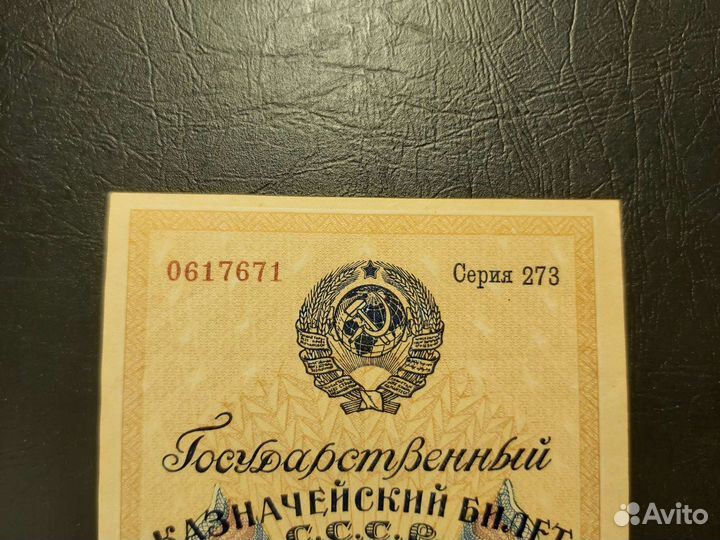 0617671 Серия 273
Государственный
КАЗНАЧЕЙСКИЙ БИЛЕТ
С.С.С.Р
Avito